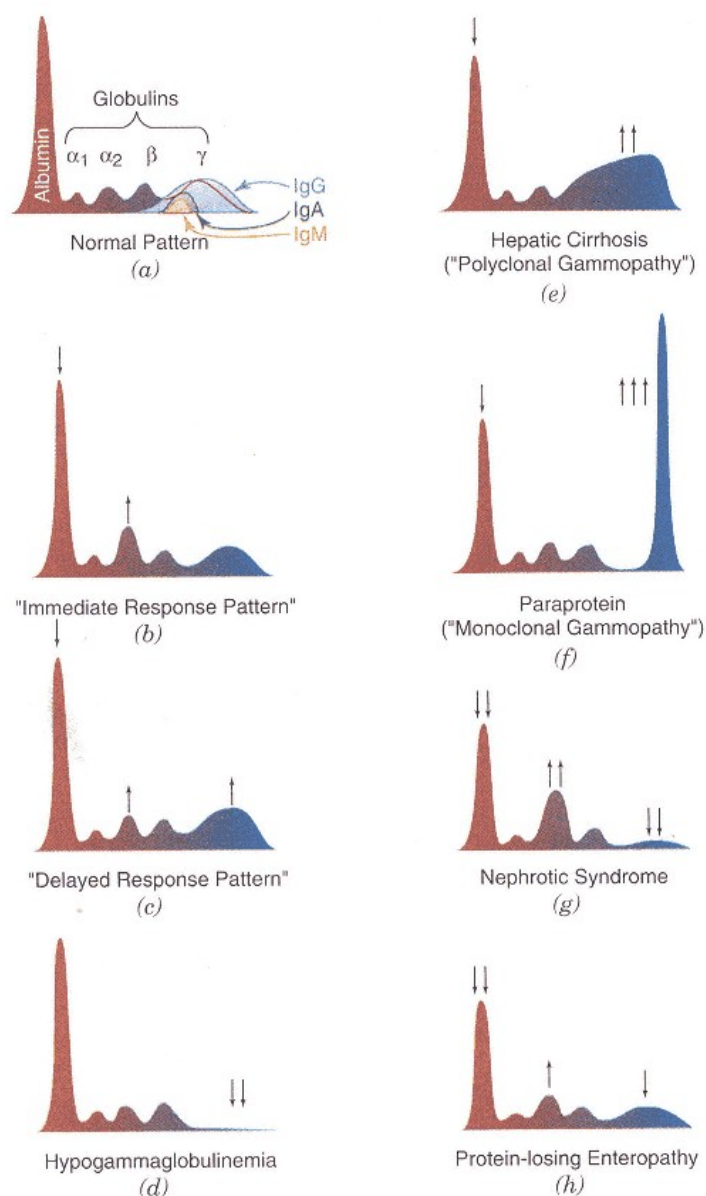 Globulins
Albumin
α1 α2 β γ
IgG
IgA
IgM
Normal Pattern
(a)
"Immediate Response Pattern"
(b)
"Delayed Response Pattern"
(c)
Hypogammaglobulinemia
(d)
Hepatic Cirrhosis
("Polyclonal Gammopathy")
(e)
Paraprotein
("Monoclonal Gammopathy")
(f)
Nephrotic Syndrome
(g)
Protein-losing Enteropathy
(h)